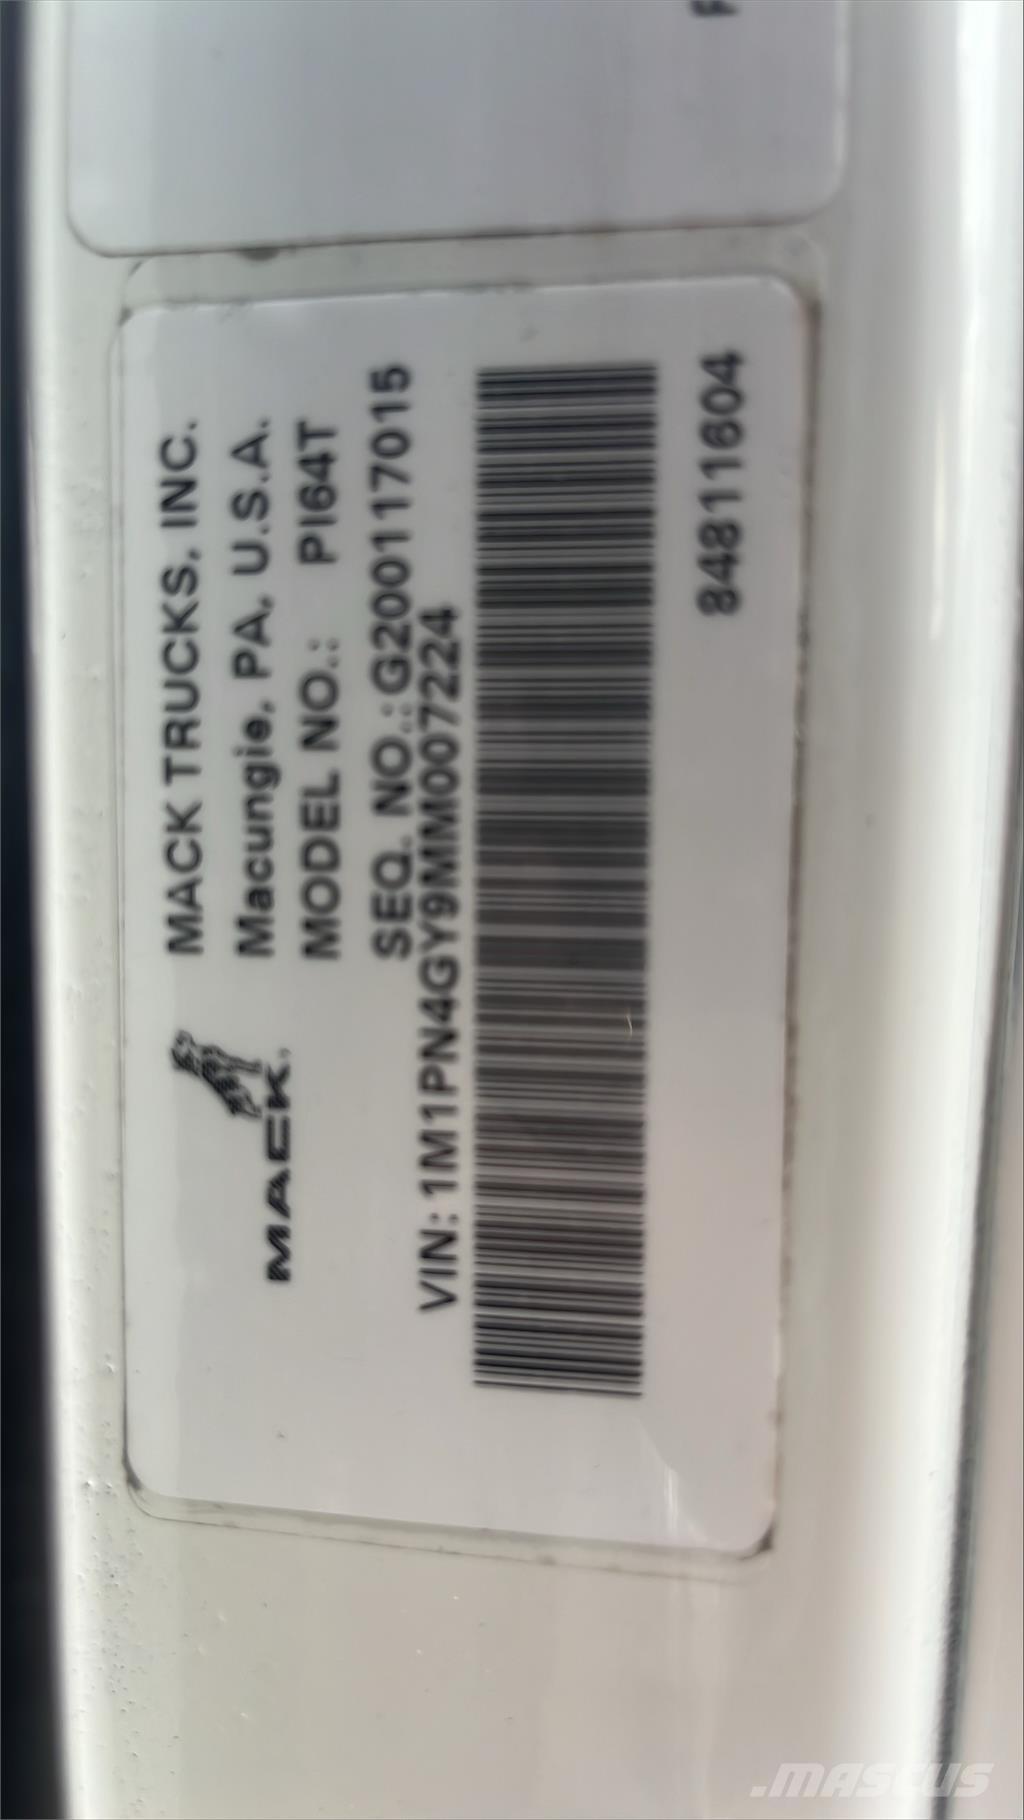 MACK TRUCKS, INC.
Macungie, PA, U.S.A.
MODEL NO.: PI64T
SEQ. NO.:G200117015
MACK
VIN:1M1PN4GY9MM007224
84811604
.MASCUS